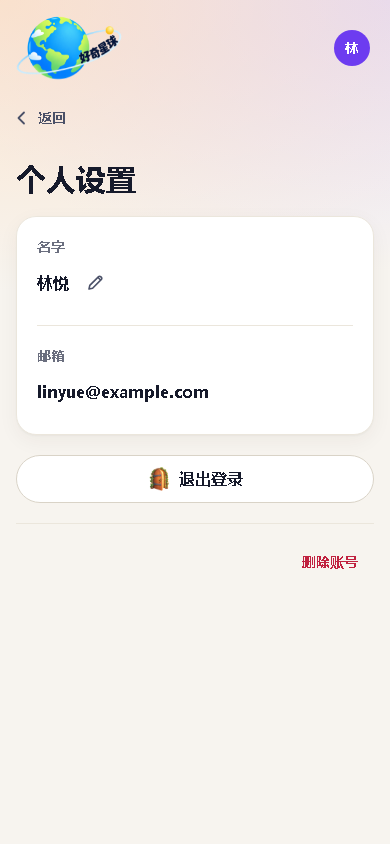 好奇星球
林
返回
个人设置
名字
林悦
邮箱
linyue@example.com
退出登录
删除账号